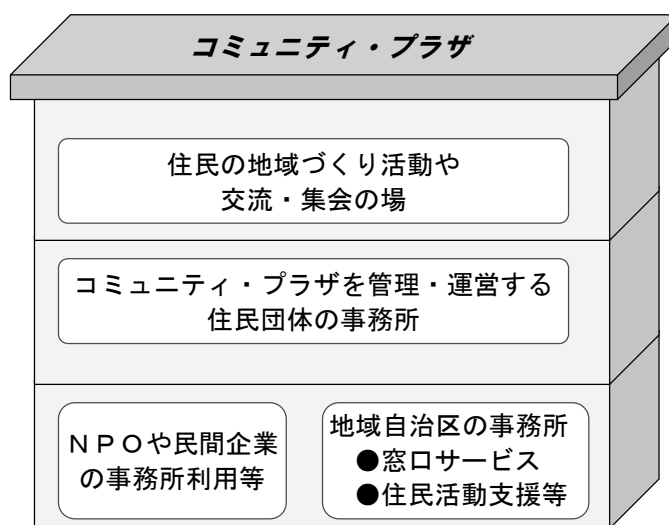 コミュニティ・プラザ
住民の地域づくり活動や
交流・集会の場
コミュニティ・プラザを管理・運営する
住民団体の事務所
ＮＰＯや民間企業
の事務所利用等
地域自治区の事務所
●窓口サービス
●住民活動支援等